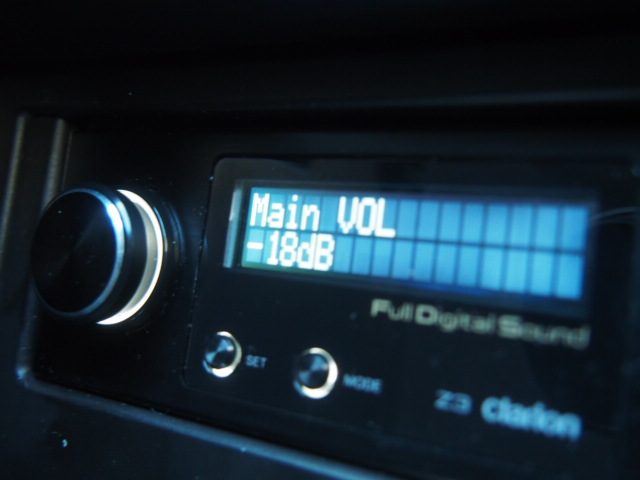 Main VOL
-18dB
Full Digital Sound
SET
MODE
Z3 clarion